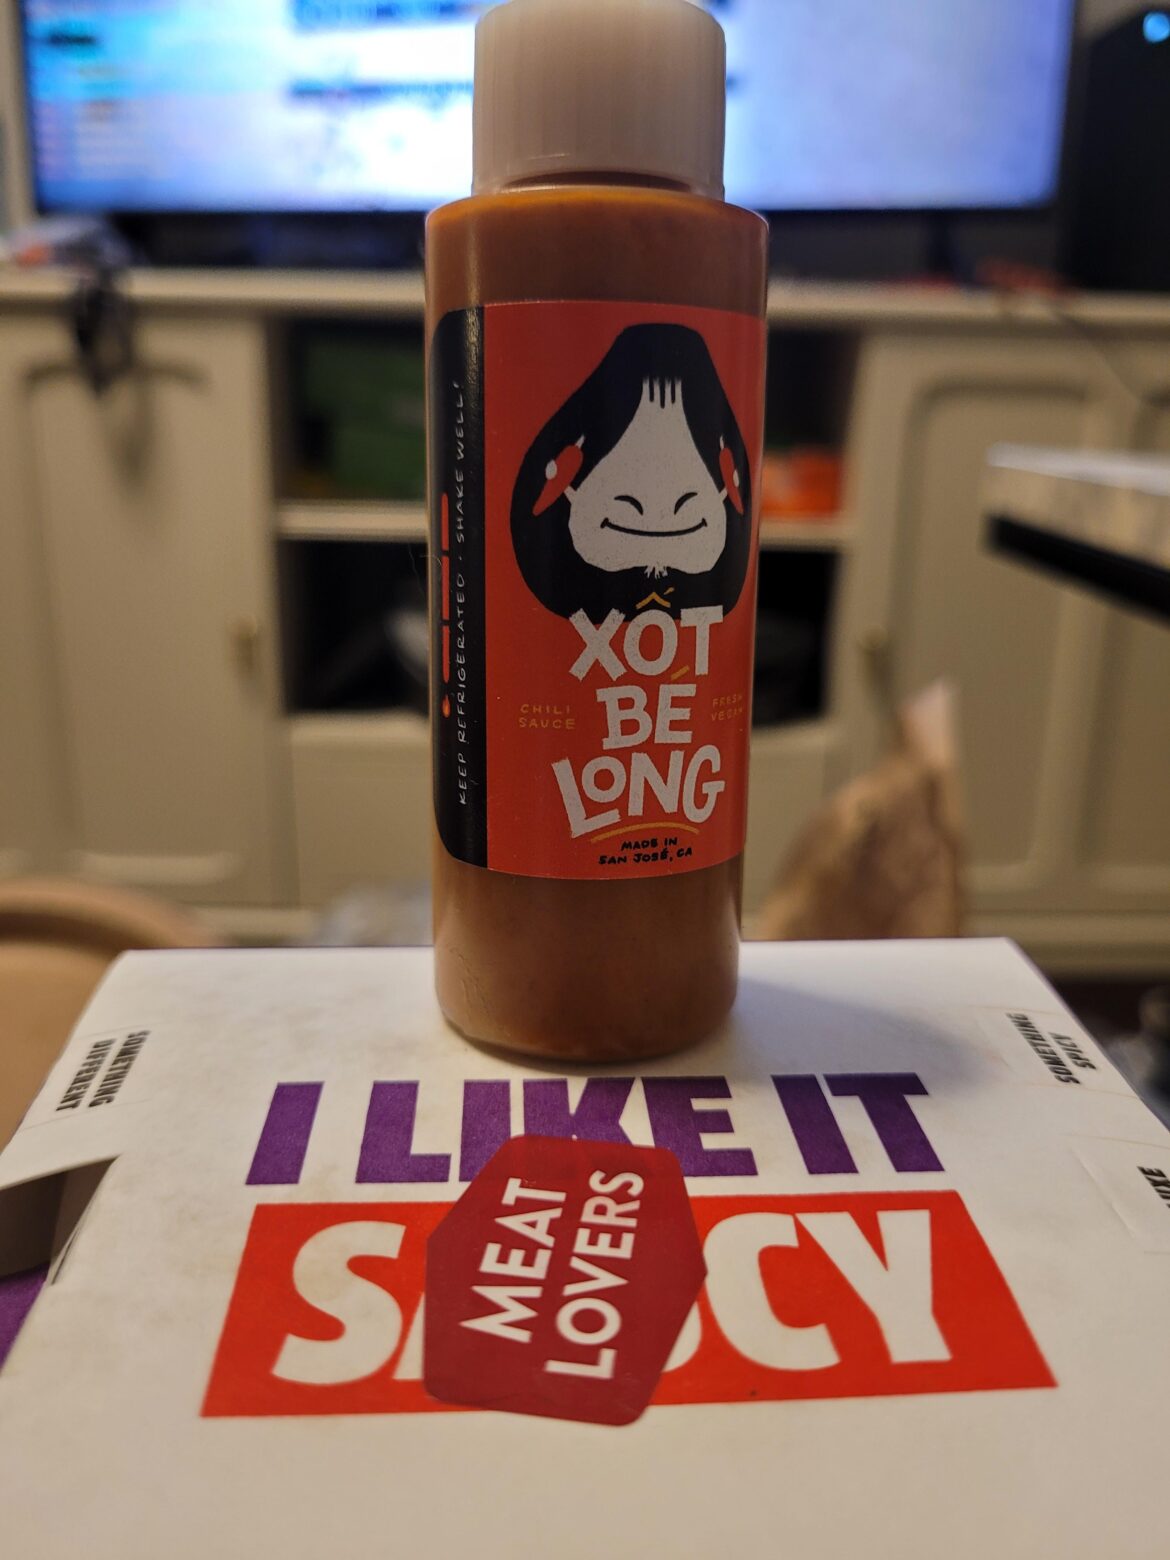 KEEP REFRIGERATED · SHAKE WELL!
XỐT
BÉ
LONG
CHILI
SAUCE
FRESH
VEGAN
MADE IN
SAN JOSÉ, CA
SOMETHING
DIFFERENT
SOMETHING
SPICY
I LIKE IT
MEAT
LOVERS